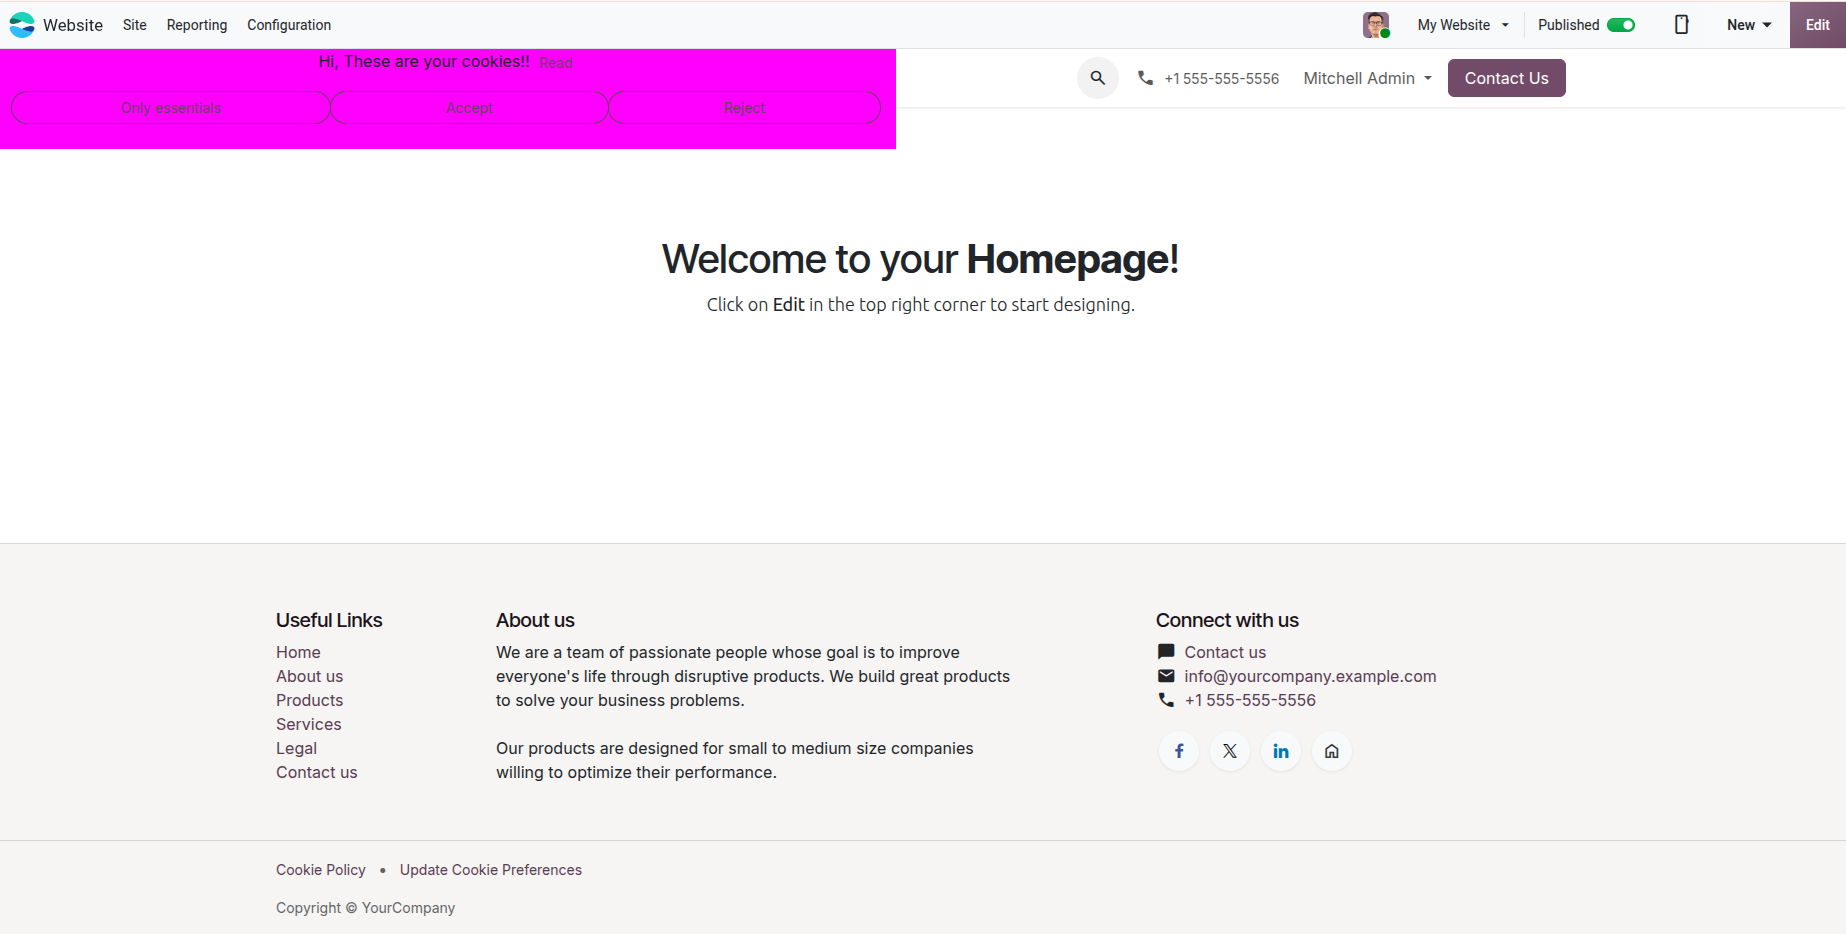 Website Site Reporting Configuration My Website Published New Edit
Hi, These are your cookies!! Read
Only essentials Accept Reject
+1 555-555-5556 Mitchell Admin Contact Us
Welcome to your Homepage!
Click on Edit in the top right corner to start designing.
Useful Links
Home
About us
Products
Services
Legal
Contact us
About us
We are a team of passionate people whose goal is to improve
everyone's life through disruptive products. We build great products
to solve your business problems.
Our products are designed for small to medium size companies
willing to optimize their performance.
Connect with us
Contact us
info@yourcompany.example.com
+1 555-555-5556
Cookie Policy • Update Cookie Preferences
Copyright © YourCompany